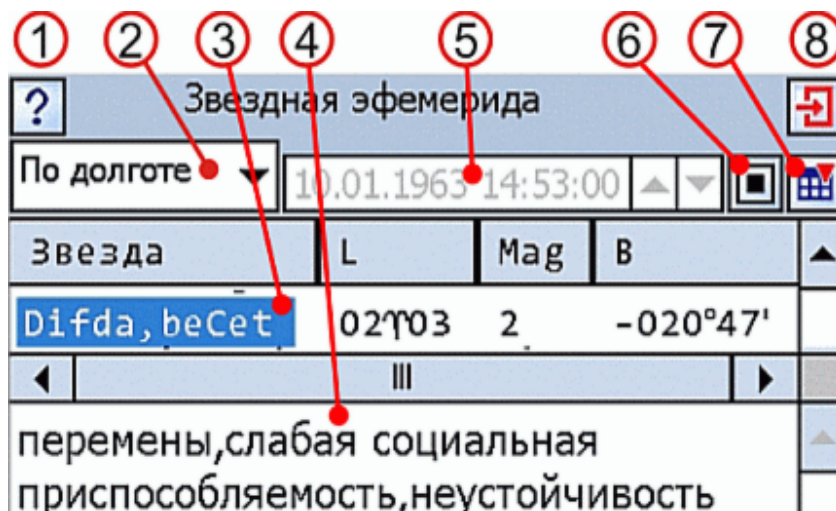 1 2 3 4 5 6 7 8
? Звездная эфемерида
По долготе 10.01.1963 14:53:00
Звезда L Mag B
Difda,beCet 02♈03 2 -020°47'
перемены,слабая социальная
приспособляемость,неустойчивость